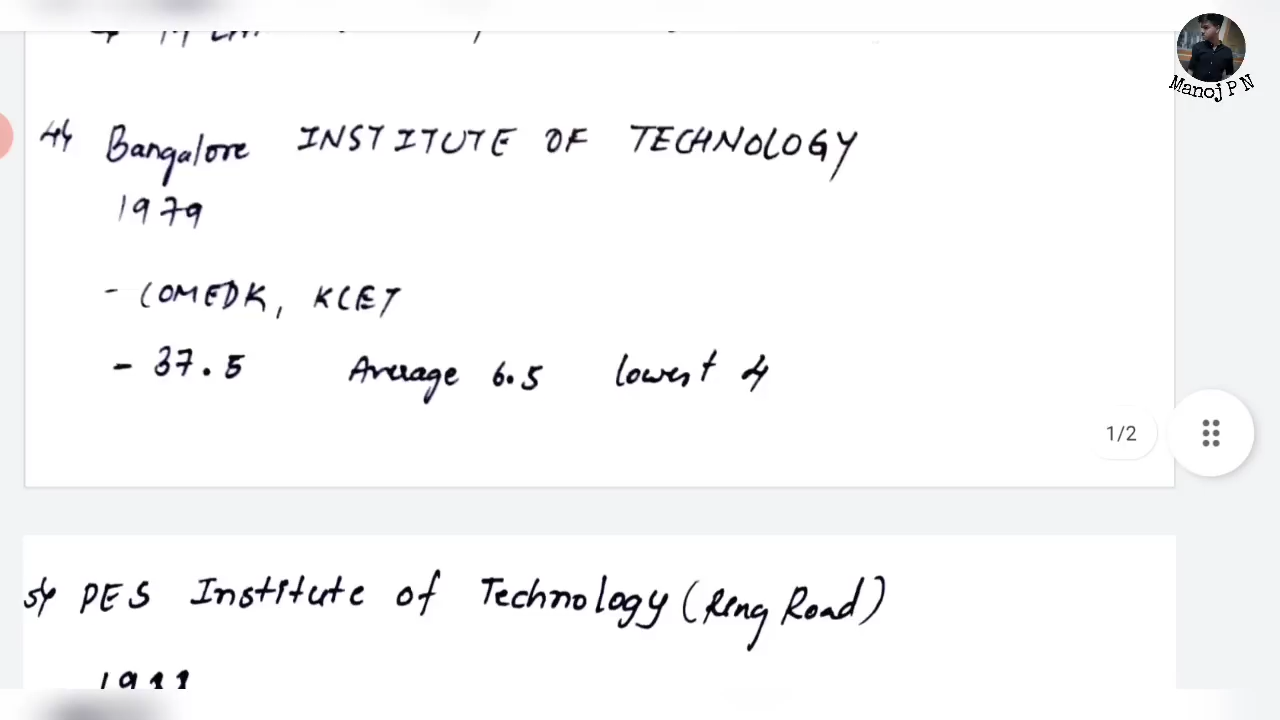 Manoj P N
4) Bangalore INSTITUTE OF TECHNOLOGY
1979
- COMEDK, KCET
- 37.5 Average 6.5 lowest 4
1/2
5) PES Institute of Technology (Ring Road)